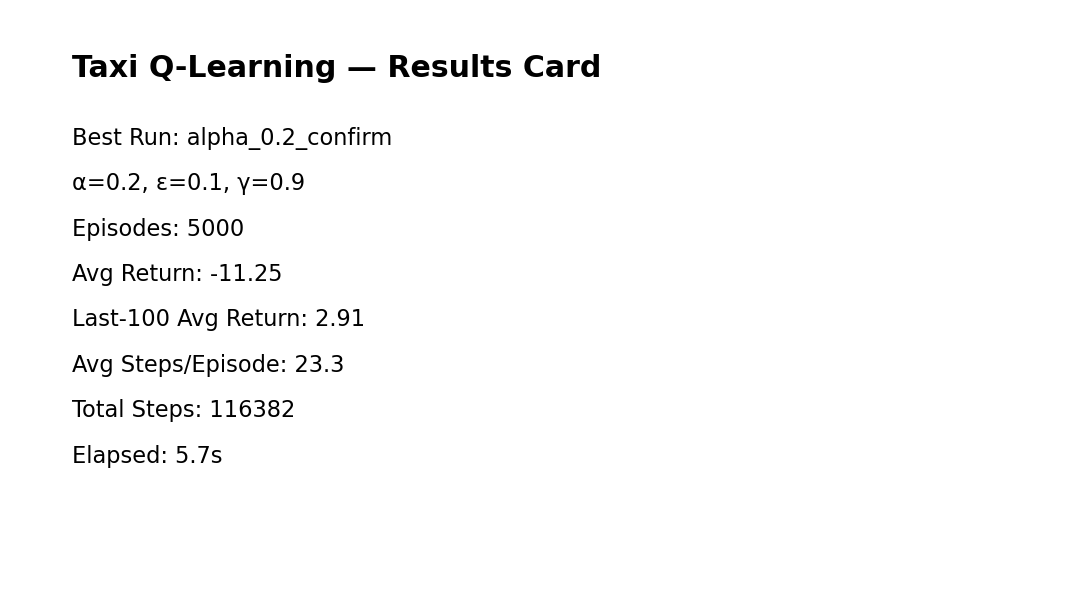 Taxi Q-Learning — Results Card
Best Run: alpha_0.2_confirm
α=0.2, ε=0.1, γ=0.9
Episodes: 5000
Avg Return: -11.25
Last-100 Avg Return: 2.91
Avg Steps/Episode: 23.3
Total Steps: 116382
Elapsed: 5.7s